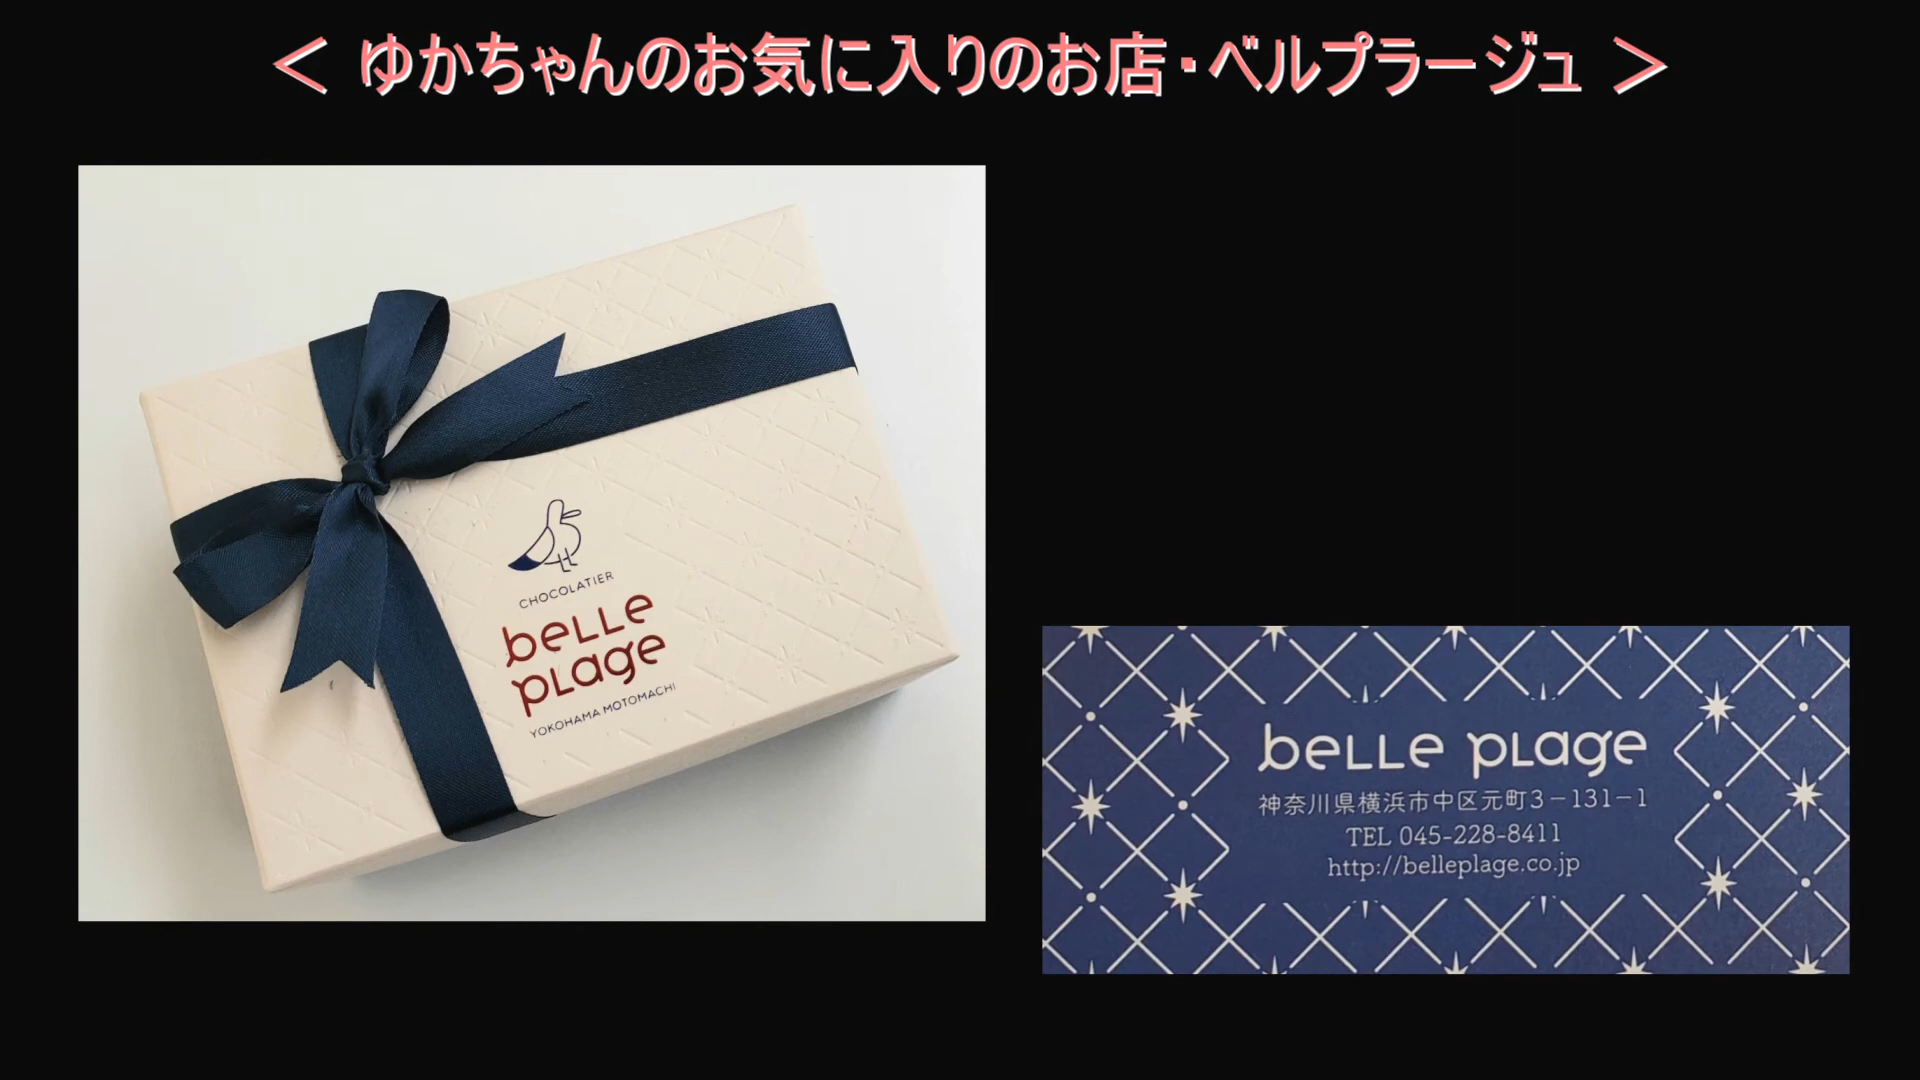 ＜ ゆかちゃんのお気に入りのお店・ベルプラージュ ＞
CHOCOLATIER
belle
plage
YOKOHAMA MOTOMACHI
belle plage
神奈川県横浜市中区元町3－131－1
TEL 045-228-8411
http://belleplage.co.jp